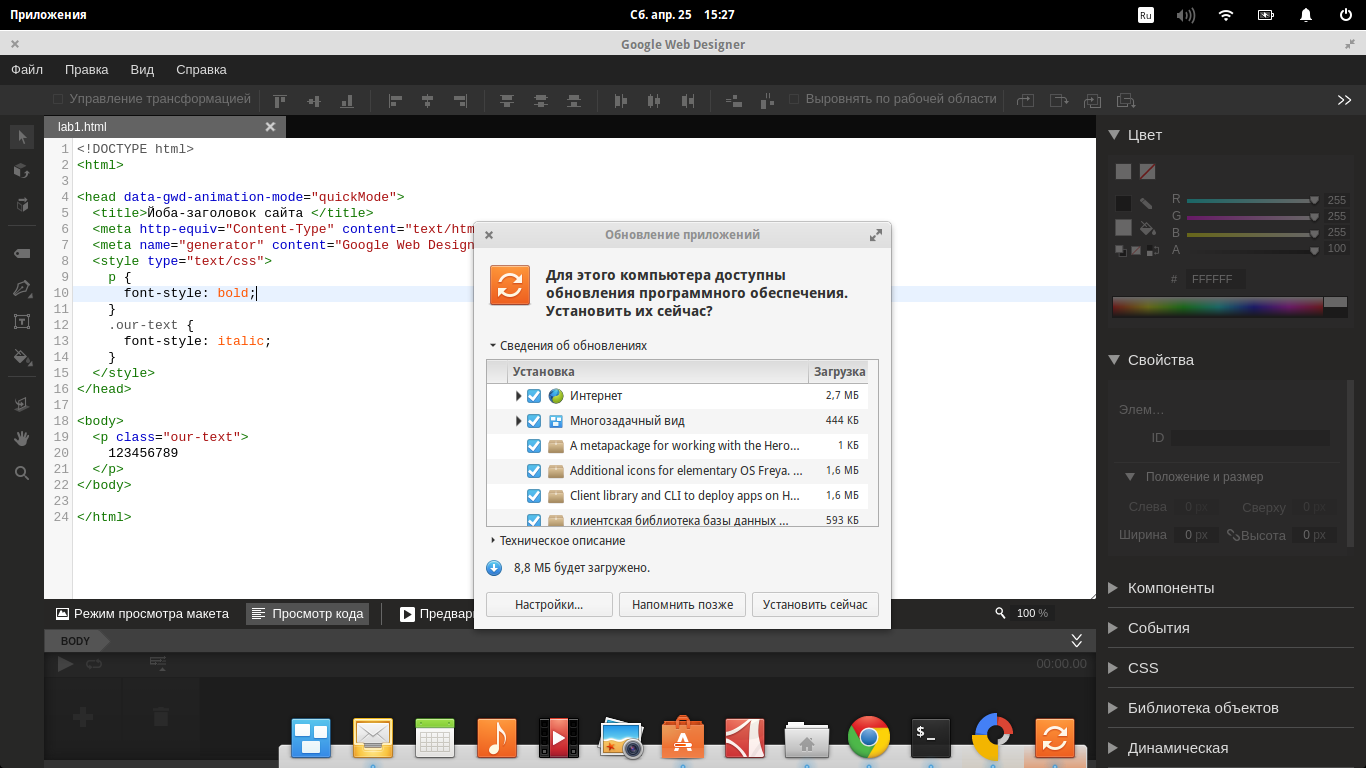 Приложения
Сб. апр. 25 15:27
Ru
Google Web Designer
Файл Правка Вид Справка
Управление трансформацией
Выровнять по рабочей области
lab1.html
1 <!DOCTYPE html>
2 <html>
3
4 <head data-gwd-animation-mode="quickMode">
5 <title>Йоба-заголовок сайта </title>
6 <meta http-equiv="Content-Type" content="text/htm
7 <meta name="generator" content="Google Web Design
8 <style type="text/css">
9 p {
10 font-style: bold;
11 }
12 .our-text {
13 font-style: italic;
14 }
15 </style>
16 </head>
17
18 <body>
19 <p class="our-text">
20 123456789
21 </p>
22 </body>
23
24 </html>
Обновление приложений
Для этого компьютера доступны
обновления программного обеспечения.
Установить их сейчас?
Сведения об обновлениях
Установка Загрузка
Интернет 2,7 МБ
Многозадачный вид 444 КБ
A metapackage for working with the Hero... 1 КБ
Additional icons for elementary OS Freya. ... 1,6 МБ
Client library and CLI to deploy apps on H... 1,6 МБ
клиентская библиотека базы данных ... 593 КБ
Техническое описание
8,8 МБ будет загружено.
Настройки... Напомнить позже Установить сейчас
Режим просмотра макета Просмотр кода Предвар
100 %
BODY
00:00.00
Цвет
R 255
G 255
B 255
A 100
# FFFFFF
Свойства
Элем...
ID
Положение и размер
Слева 0 px Сверху 0 px
Ширина 0 px Высота 0 px
Компоненты
События
CSS
Библиотека объектов
Динамическая
$_